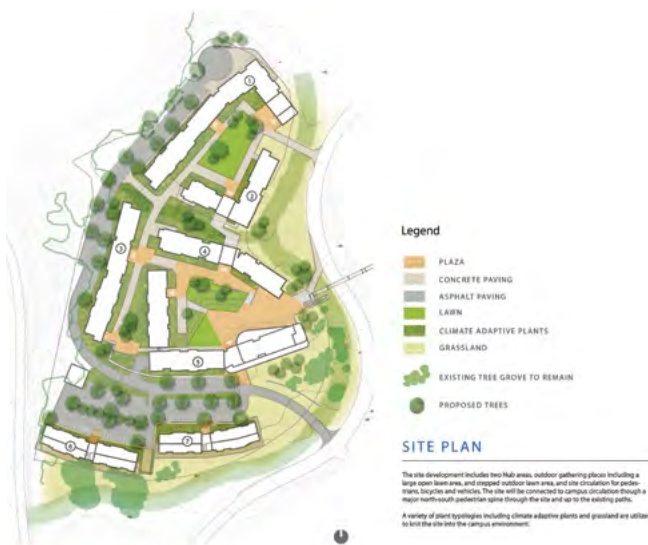 1
2
3
4
5
6
7
Legend
PLAZA
CONCRETE PAVING
ASPHALT PAVING
LAWN
CLIMATE ADAPTIVE PLANTS
GRASSLAND
EXISTING TREE GROVE TO REMAIN
PROPOSED TREES
SITE PLAN
The site development includes two Hub areas, outdoor gathering places including a
large open lawn area, and stepped outdoor lawn area, and site circulation for pedes-
trians, bicycles and vehicles. The site will be connected to campus circulation though a
major north-south pedestrian spine through the site and up to the existing paths.
A variety of plant typologies including climate adaptive plants and grassland are utilized
to knit the site into the campus environment.